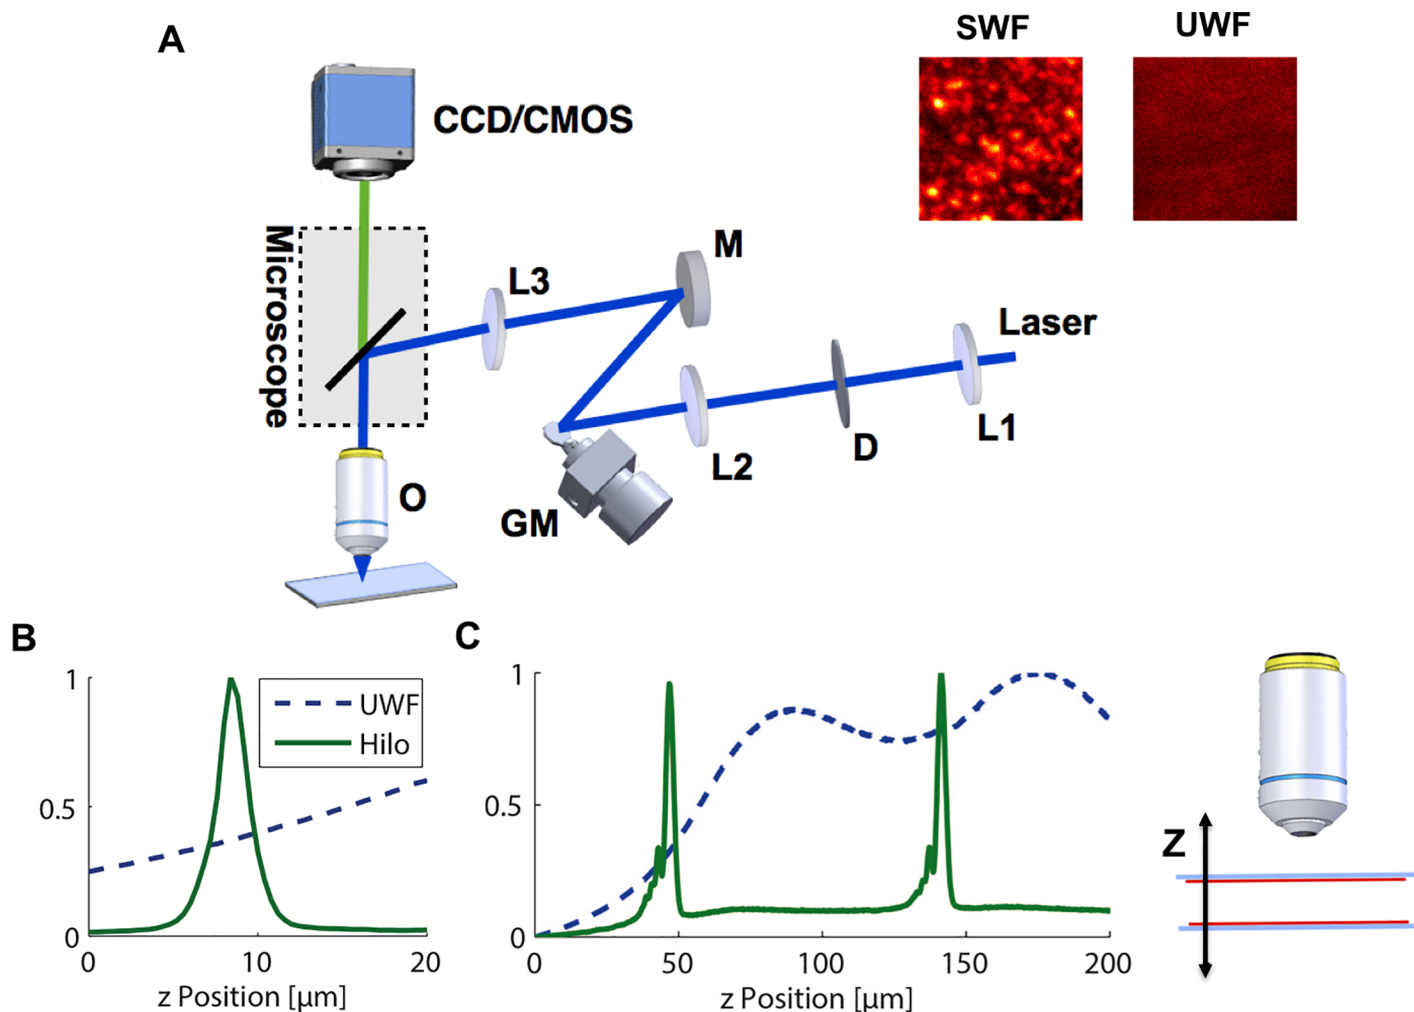 A
SWF
UWF
CCD/CMOS
Microscope
L3
M
Laser
L1
D
L2
GM
O
B
1
0.5
0
UWF
Hilo
0
10
20
z Position [µm]
C
1
0.5
0
0
50
100
150
200
z Position [µm]
Z